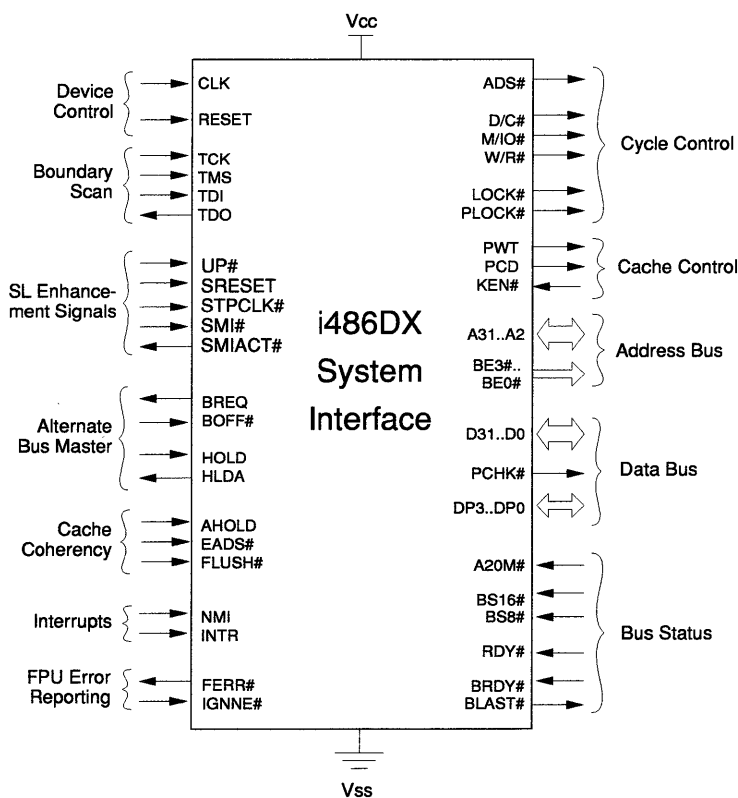 Vcc
Device
Control
CLK
RESET
Boundary
Scan
TCK
TMS
TDI
TDO
SL Enhance-
ment Signals
UP#
SRESET
STPCLK#
SMI#
SMIACT#
Alternate
Bus Master
BREQ
BOFF#
HOLD
HLDA
Cache
Coherency
AHOLD
EADS#
FLUSH#
Interrupts
NMI
INTR
FPU Error
Reporting
FERR#
IGNNE#
i486DX
System
Interface
ADS#
D/C#
M/IO#
W/R#
LOCK#
PLOCK#
Cycle Control
PWT
PCD
KEN#
Cache Control
A31..A2
BE3#..
BE0#
Address Bus
D31..D0
PCHK#
DP3..DP0
Data Bus
A20M#
BS16#
BS8#
RDY#
BRDY#
BLAST#
Bus Status
Vss